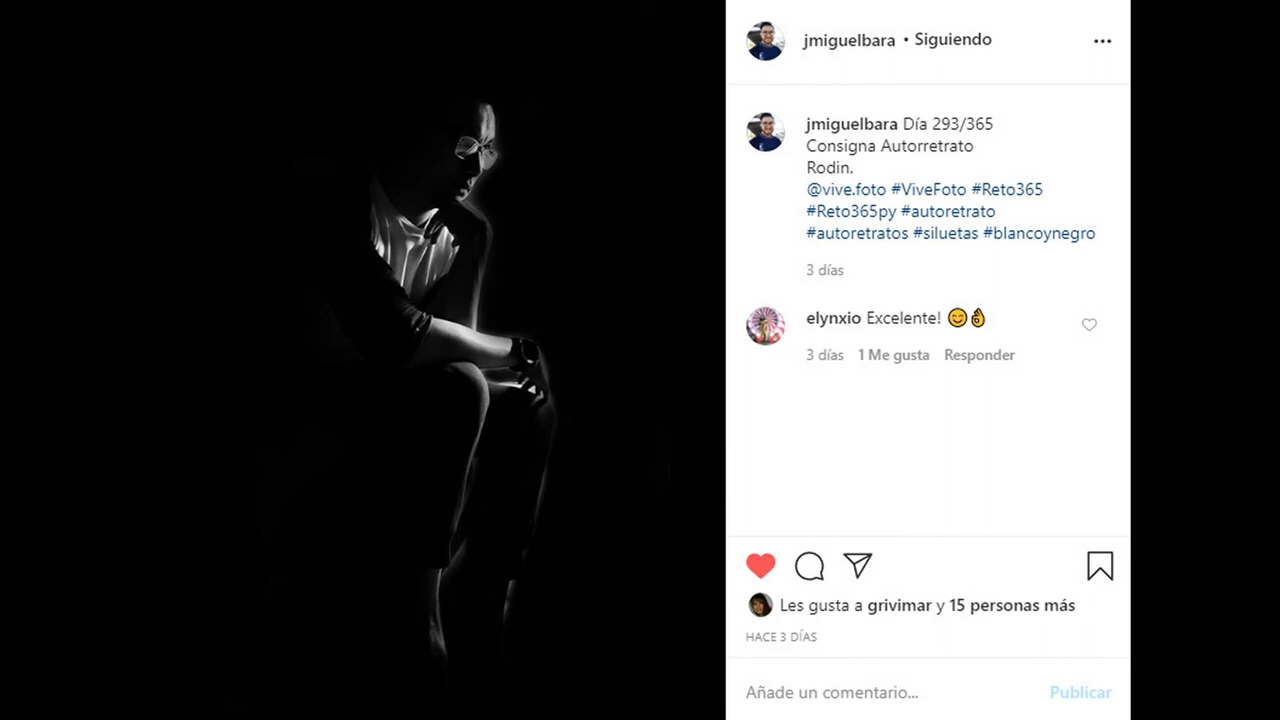 jmiguelbara • Siguiendo
jmiguelbara Día 293/365
Consigna Autorretrato
Rodin.
@vive.foto #ViveFoto #Reto365
#Reto365py #autoretrato
#autoretratos #siluetas #blancoynegro
3 días
elynxio Excelente! 😊👌
3 días 1 Me gusta Responder
Les gusta a grivimar y 15 personas más
HACE 3 DÍAS
Añade un comentario... Publicar